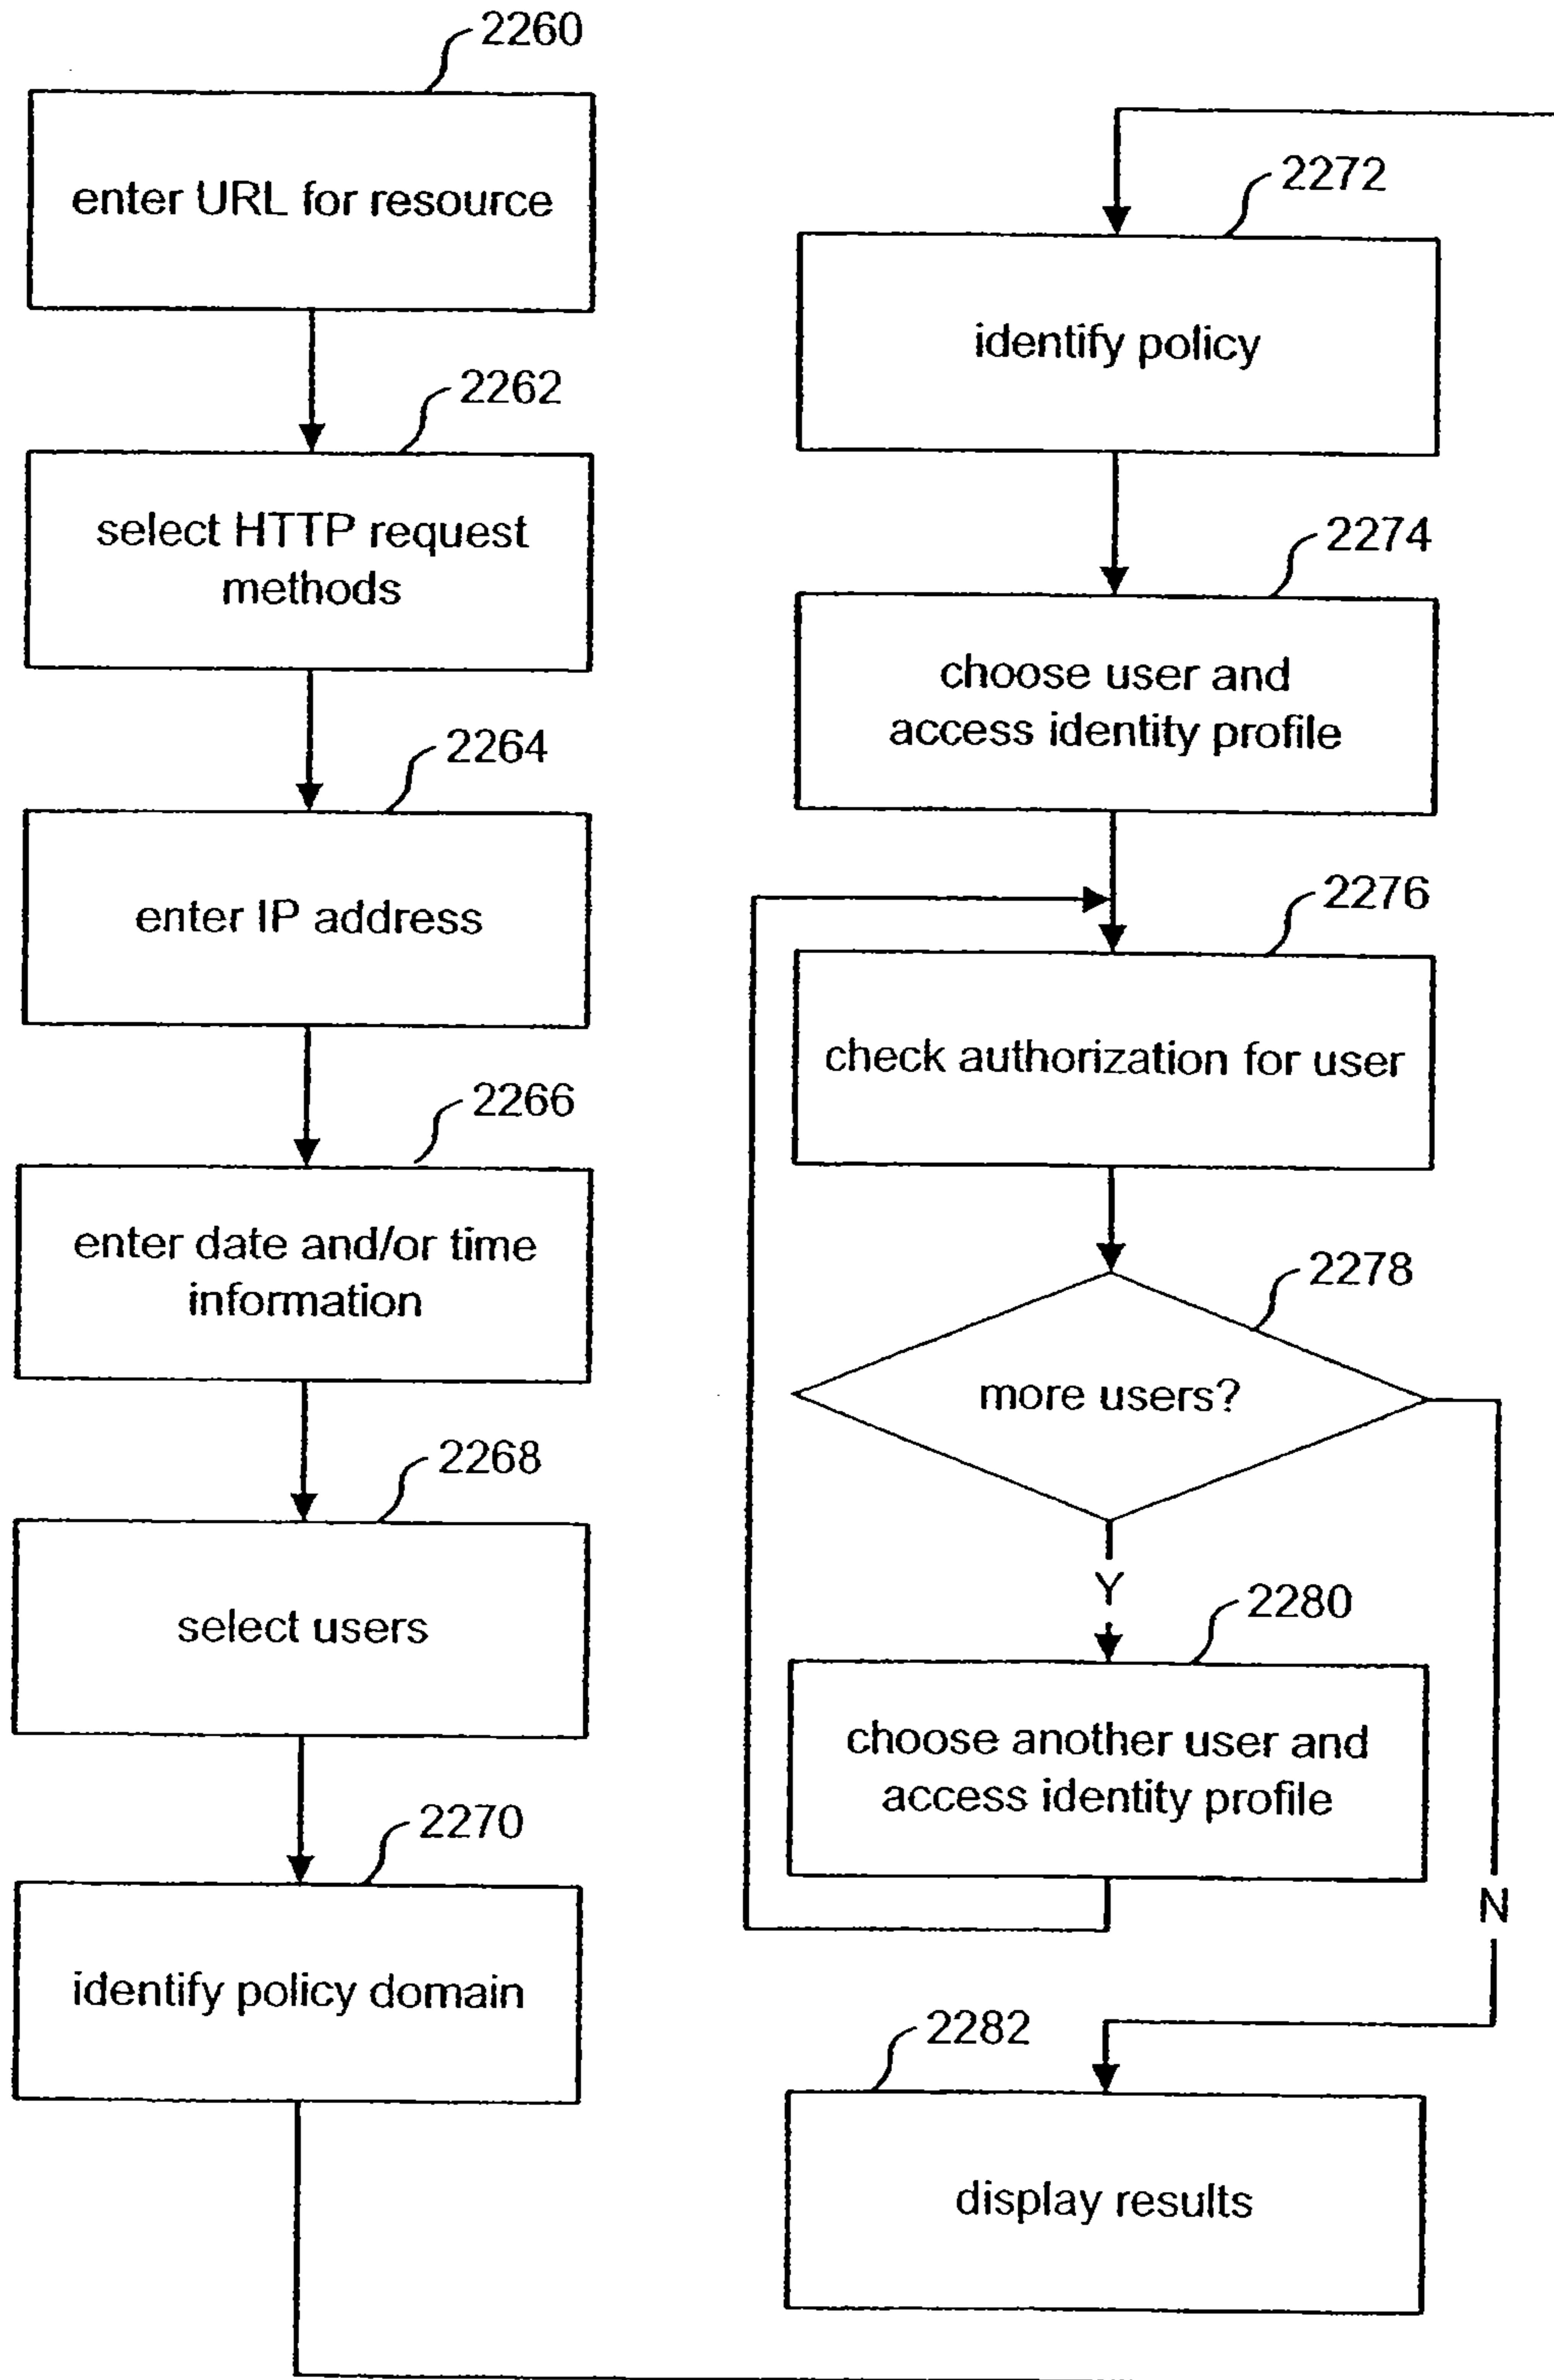 2260
enter URL for resource
2262
select HTTP request
methods
2264
enter IP address
2266
enter date and/or time
information
2268
select users
2270
identify policy domain
2272
identify policy
2274
choose user and
access identity profile
2276
check authorization for user
2278
more users?
Y
2280
choose another user and
access identity profile
N
2282
display results